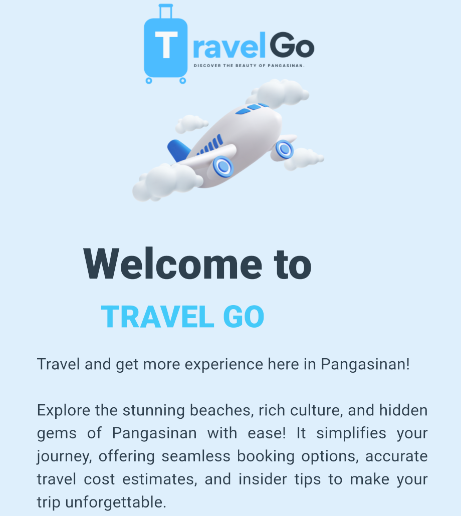 TravelGo
DISCOVER THE BEAUTY OF PANGASINAN.
Welcome to
TRAVEL GO
Travel and get more experience here in Pangasinan!
Explore the stunning beaches, rich culture, and hidden
gems of Pangasinan with ease! It simplifies your
journey, offering seamless booking options, accurate
travel cost estimates, and insider tips to make your
trip unforgettable.